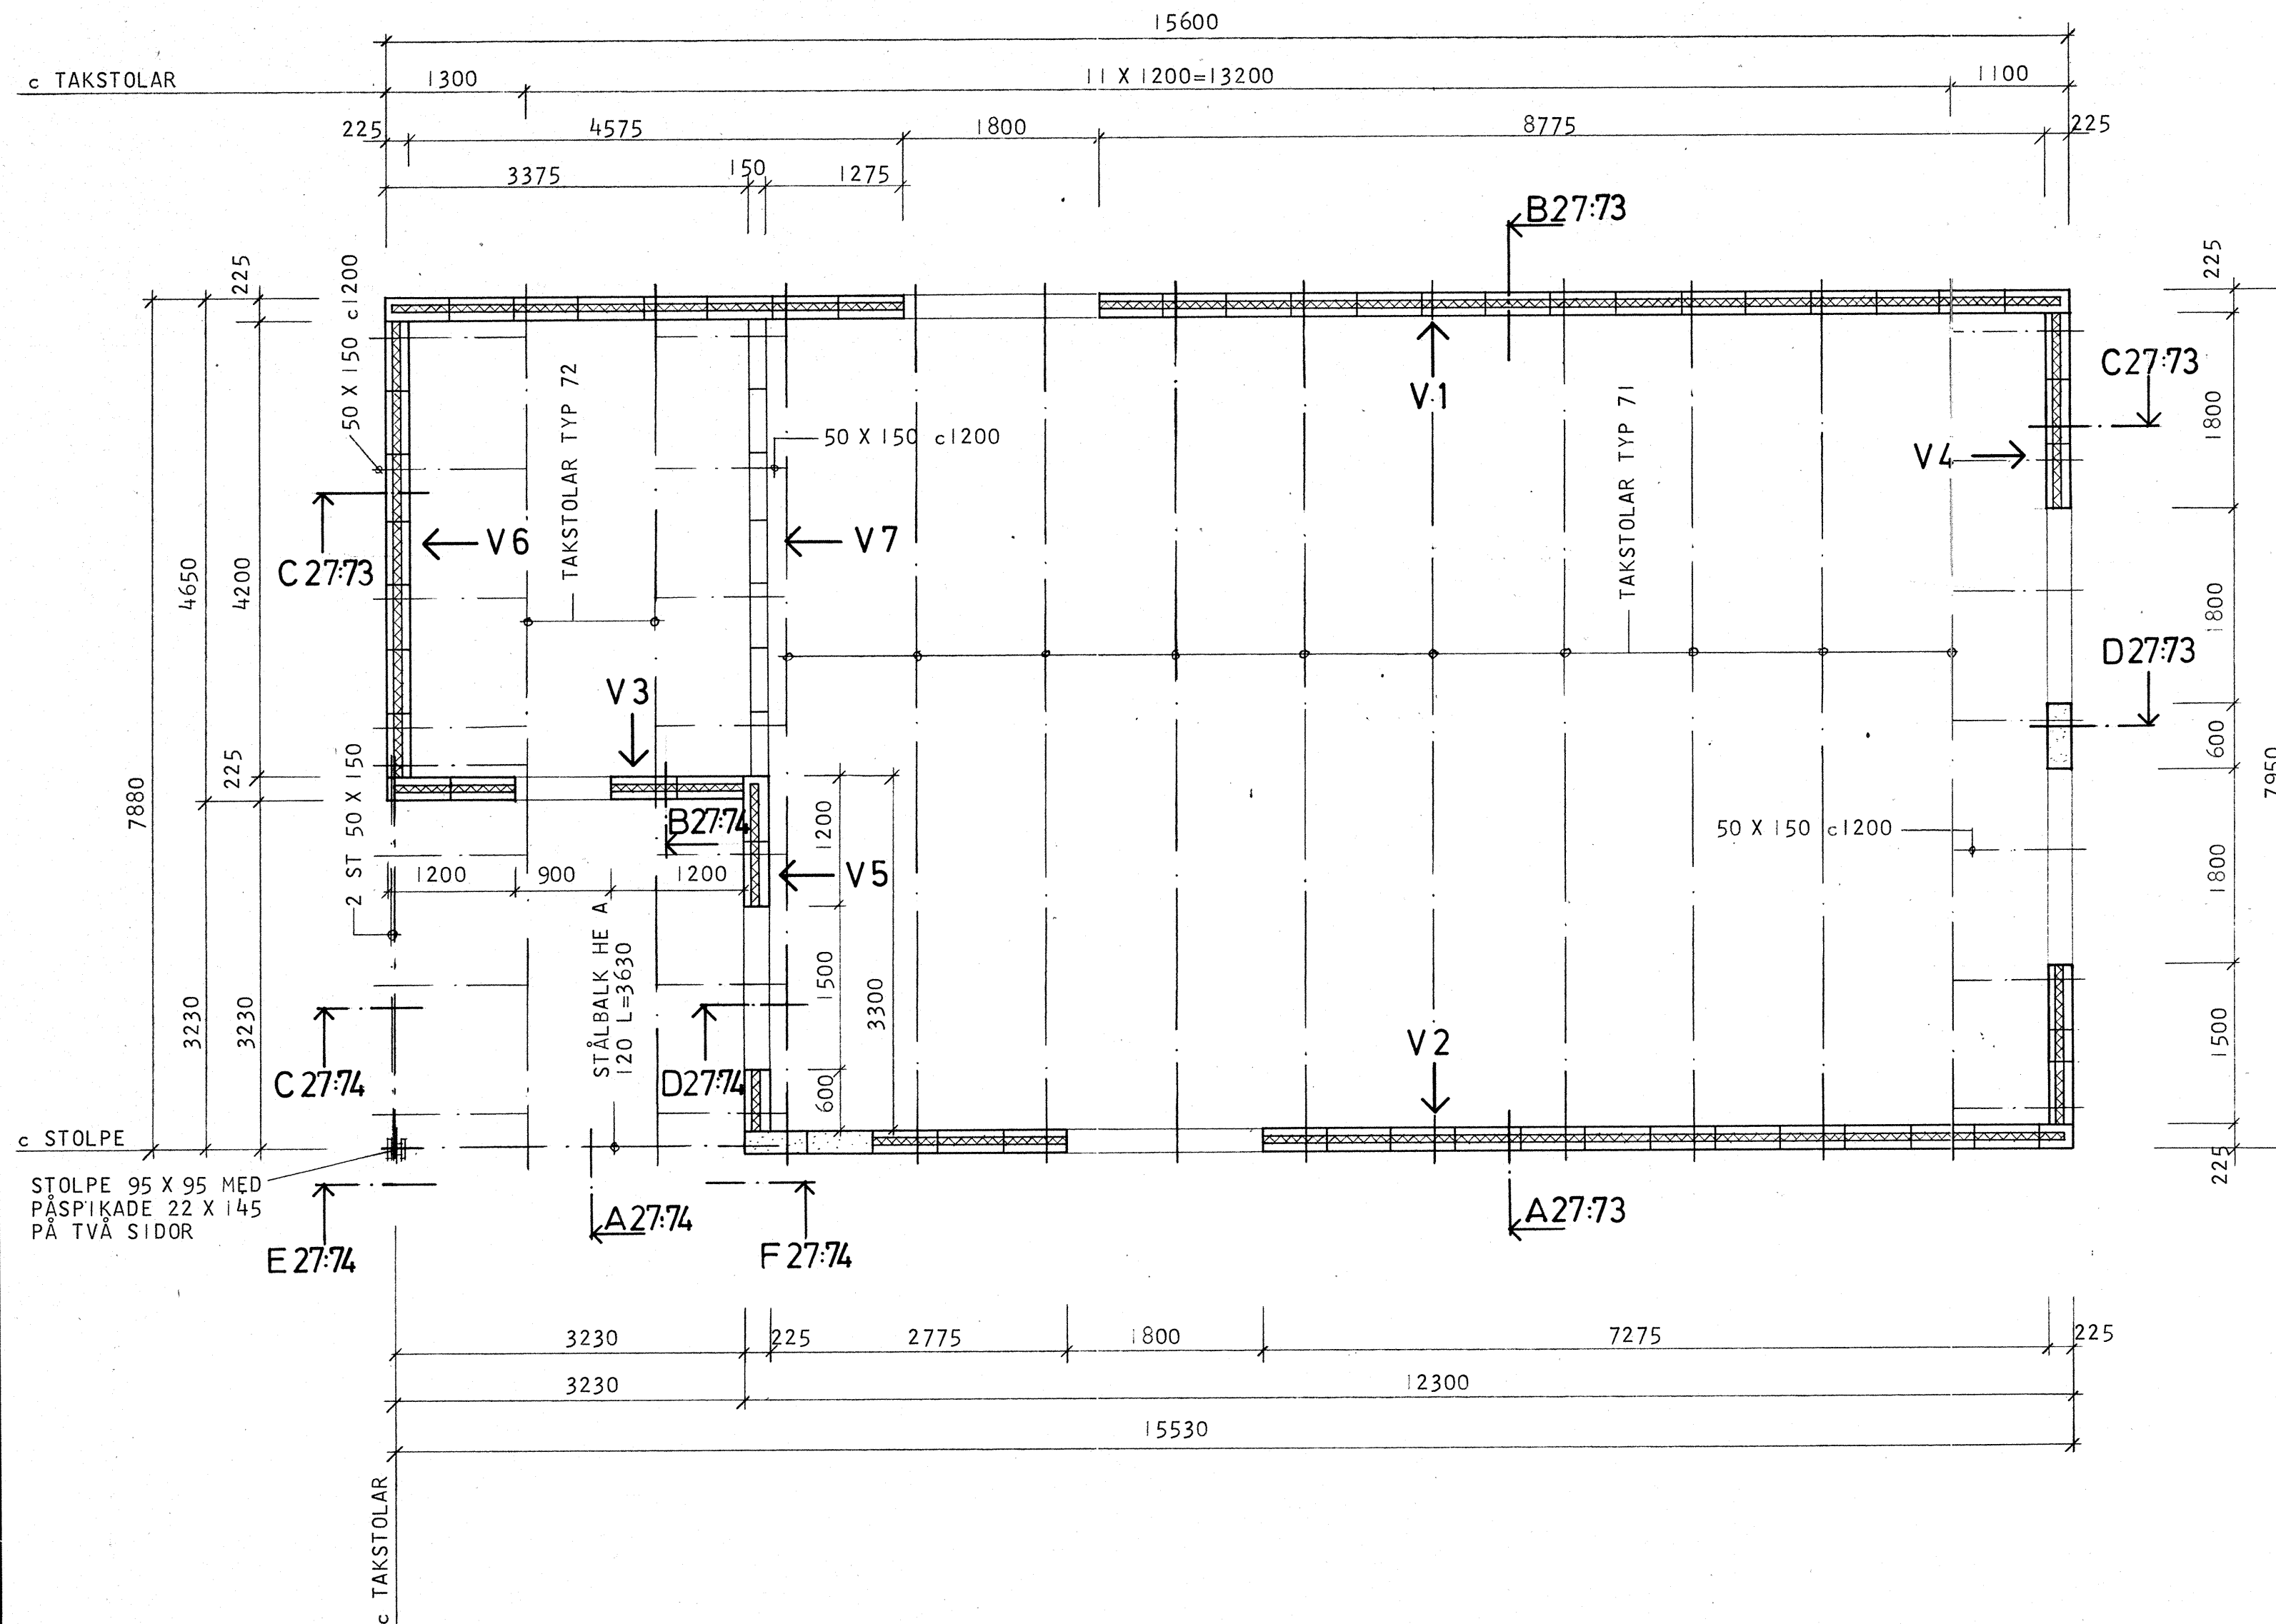 15600
c TAKSTOLAR
1300
11 X 1200=13200
1100
225
4575
1800
8775
225
3375
150
1275
B27:73
225
50 X 150 c1200
225
TAKSTOLAR TYP 72
50 X 150 c1200
V1
TAKSTOLAR TYP 71
C27:73
1800
V4
V6
V7
C27:73
4650
4200
1800
D27:73
V3
600
7950
225
7880
2 ST 50 X 150
B27:74
1200
50 X 150 c1200
1200
900
1200
V5
1800
STÅLBALK HE A
120 L=3630
1500
3300
3230
3230
1500
V2
C27:74
D27:74
600
c STOLPE
225
STOLPE 95 X 95 MED
PÅSPIKADE 22 X 145
PÅ TVÅ SIDOR
A27:74
A27:73
E27:74
F27:74
3230
225
2775
1800
7275
225
3230
12300
15530
c TAKSTOLAR